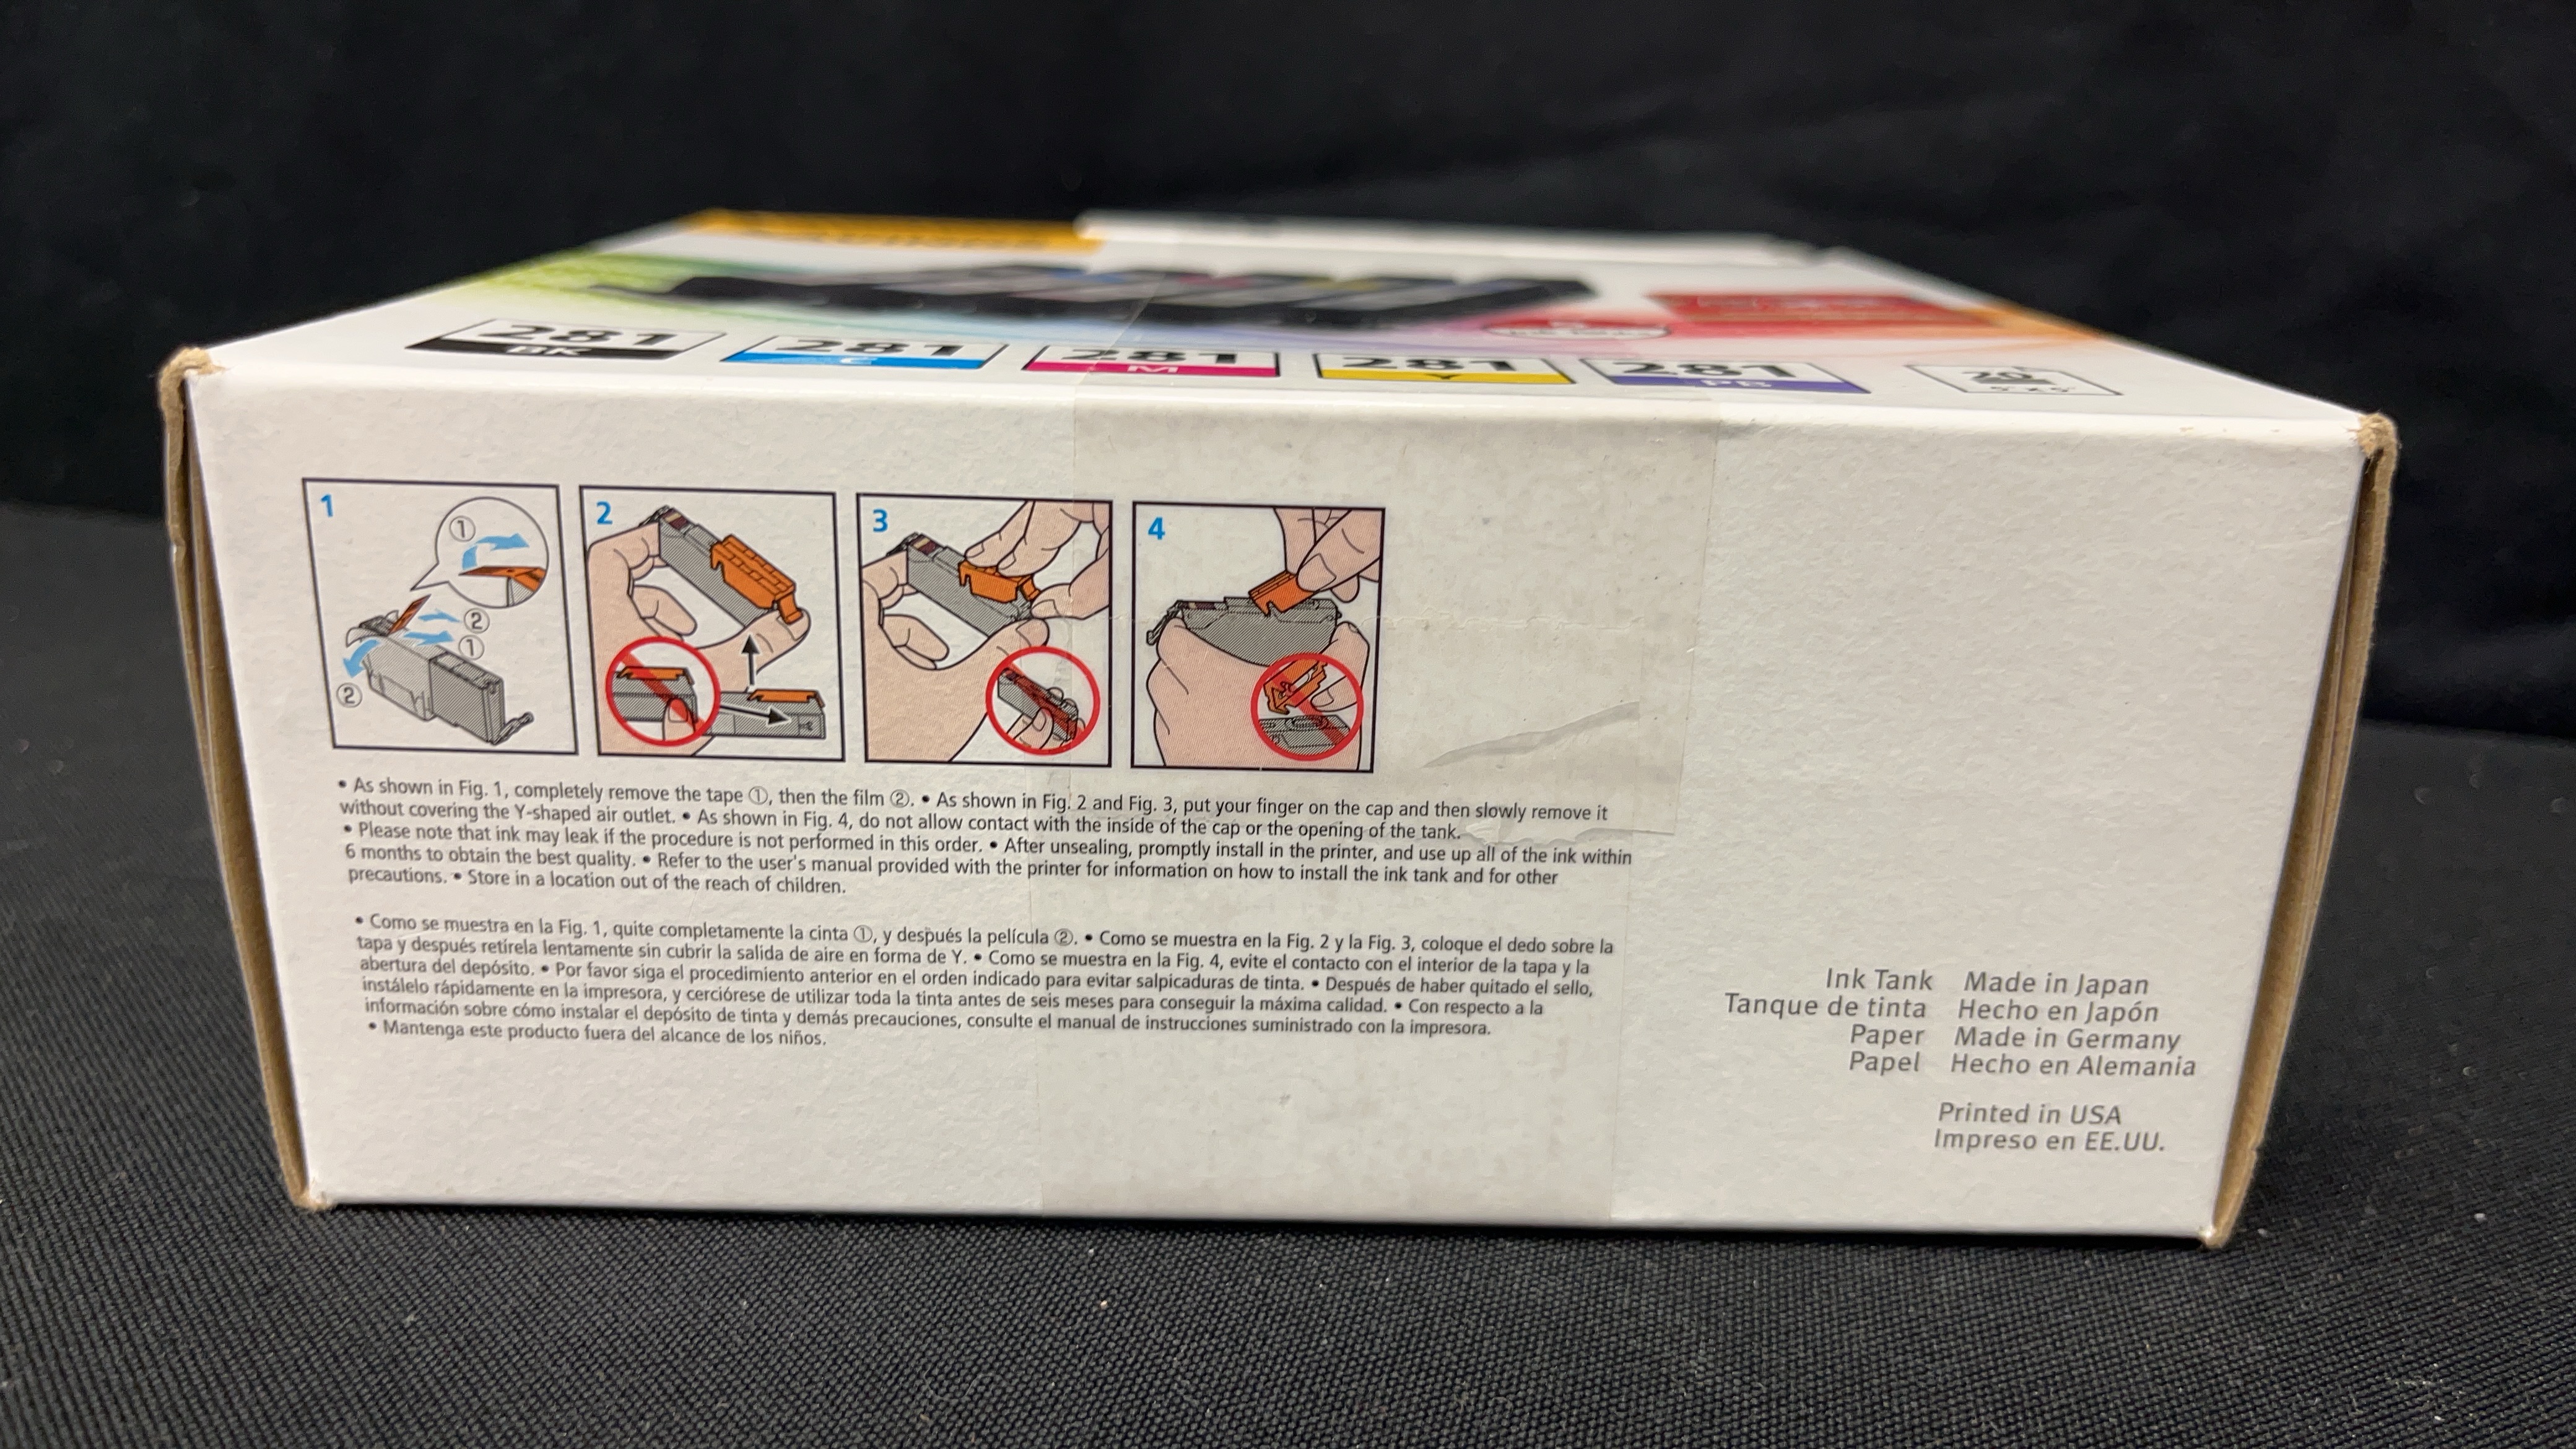 281 281 281 281 281
BK C M Y PB
1 2 3 4
①
②
①
②
• As shown in Fig. 1, completely remove the tape ①, then the film ②. • As shown in Fig. 2 and Fig. 3, put your finger on the cap and then slowly remove it
without covering the Y-shaped air outlet. • As shown in Fig. 4, do not allow contact with the inside of the cap or the opening of the tank.
• Please note that ink may leak if the procedure is not performed in this order. • After unsealing, promptly install in the printer, and use up all of the ink within
6 months to obtain the best quality. • Refer to the user's manual provided with the printer for information on how to install the ink tank and for other
precautions. • Store in a location out of the reach of children.
• Como se muestra en la Fig. 1, quite completamente la cinta ①, y después la película ②. • Como se muestra en la Fig. 2 y la Fig. 3, coloque el dedo sobre la
tapa y después retírela lentamente sin cubrir la salida de aire en forma de Y. • Como se muestra en la Fig. 4, evite el contacto con el interior de la tapa y la
abertura del depósito. • Por favor siga el procedimiento anterior en el orden indicado para evitar salpicaduras de tinta. • Después de haber quitado el sello,
instálelo rápidamente en la impresora, y cerciórese de utilizar toda la tinta antes de seis meses para conseguir la máxima calidad. • Con respecto a la
información sobre cómo instalar el depósito de tinta y demás precauciones, consulte el manual de instrucciones suministrado con la impresora.
• Mantenga este producto fuera del alcance de los niños.
Ink Tank Made in Japan
Tanque de tinta Hecho en Japón
Paper Made in Germany
Papel Hecho en Alemania
Printed in USA
Impreso en EE.UU.